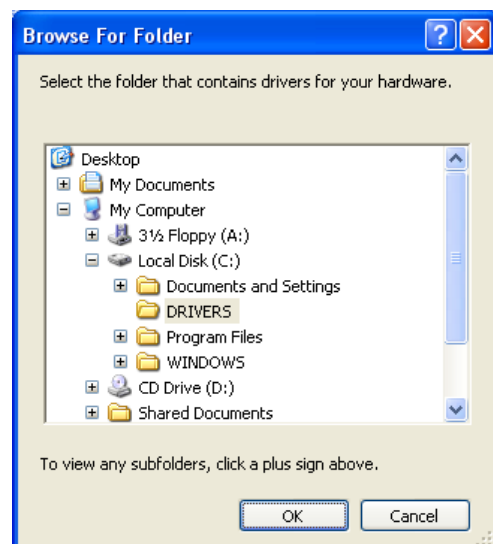 Browse For Folder
Select the folder that contains drivers for your hardware.
Desktop
My Documents
My Computer
3½ Floppy (A:)
Local Disk (C:)
Documents and Settings
DRIVERS
Program Files
WINDOWS
CD Drive (D:)
Shared Documents
To view any subfolders, click a plus sign above.
OK Cancel